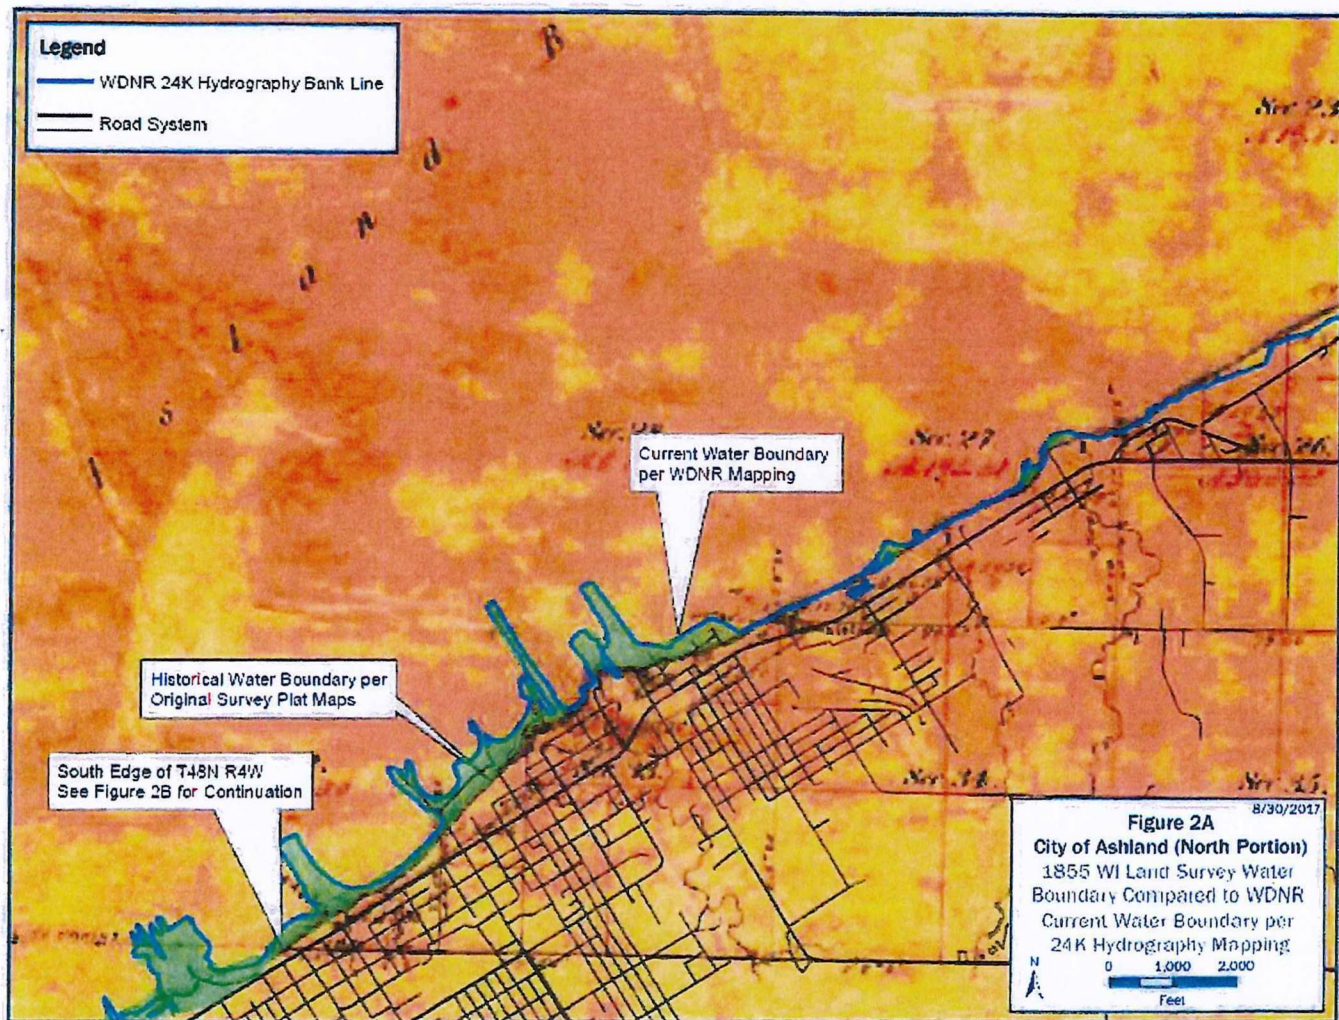 Legend
WDNR 24K Hydrography Bank Line
Road System
B
d
n
a
l
s
I
Sec. 27.
Sec. 26.
Current Water Boundary
per WDNR Mapping
Historical Water Boundary per
Original Survey Plat Maps
South Edge of T48N R4W
See Figure 2B for Continuation
Sec. 34.
8/30/2017
Figure 2A
City of Ashland (North Portion)
1855 WI Land Survey Water
Boundary Compared to WDNR
Current Water Boundary per
24K Hydrography Mapping
N
0 1,000 2,000
Feet